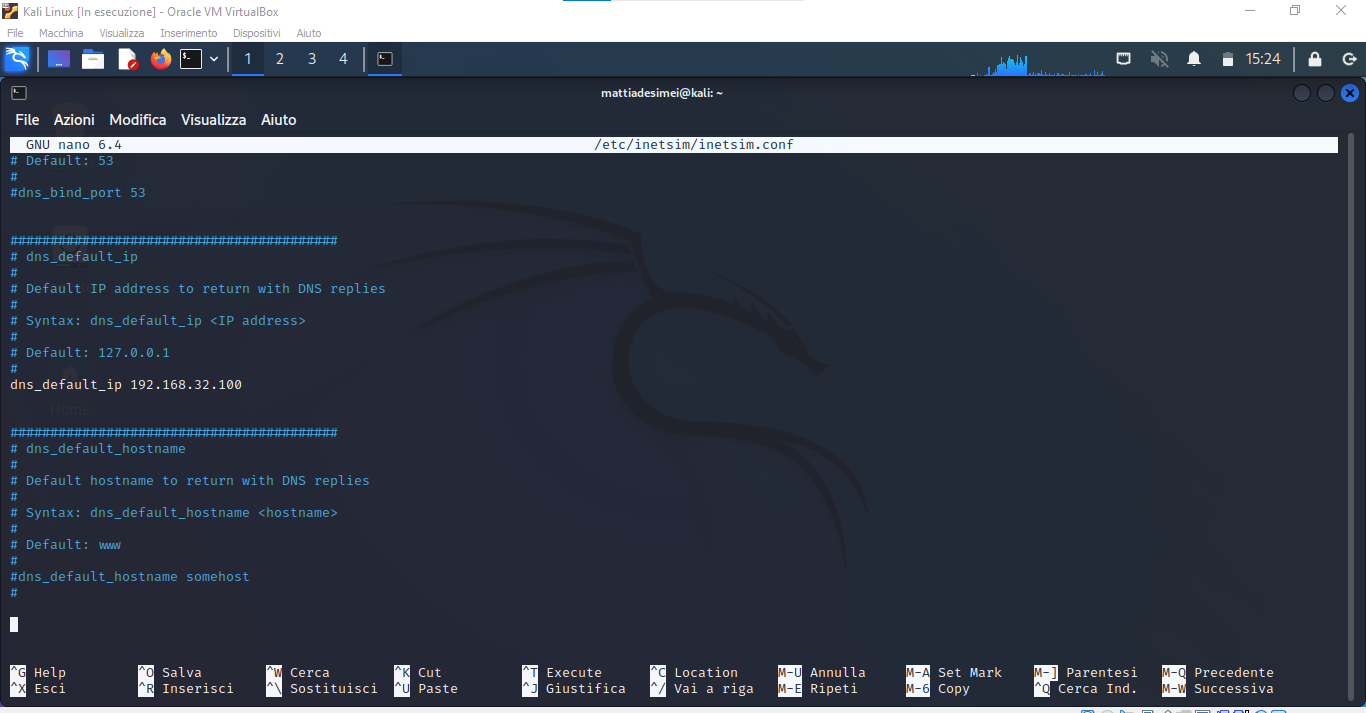 Kali Linux [In esecuzione] - Oracle VM VirtualBox
File Macchina Visualizza Inserimento Dispositivi Aiuto
1 2 3 4 15:24
mattiadesimei@kali: ~
File Azioni Modifica Visualizza Aiuto
GNU nano 6.4 /etc/inetsim/inetsim.conf
# Default: 53
#
#dns_bind_port 53
########################################
# dns_default_ip
#
# Default IP address to return with DNS replies
#
# Syntax: dns_default_ip <IP address>
#
# Default: 127.0.0.1
#
dns_default_ip 192.168.32.100
Home
########################################
# dns_default_hostname
#
# Default hostname to return with DNS replies
#
# Syntax: dns_default_hostname <hostname>
#
# Default: www
#
#dns_default_hostname somehost
#
^G Help ^O Salva ^W Cerca ^K Cut ^T Execute ^C Location M-U Annulla M-A Set Mark M-] Parentesi M-Q Precedente
^X Esci ^R Inserisci ^\ Sostituisci ^U Paste ^J Giustifica ^/ Vai a riga M-E Ripeti M-6 Copy ^Q Cerca Ind. M-W Successiva